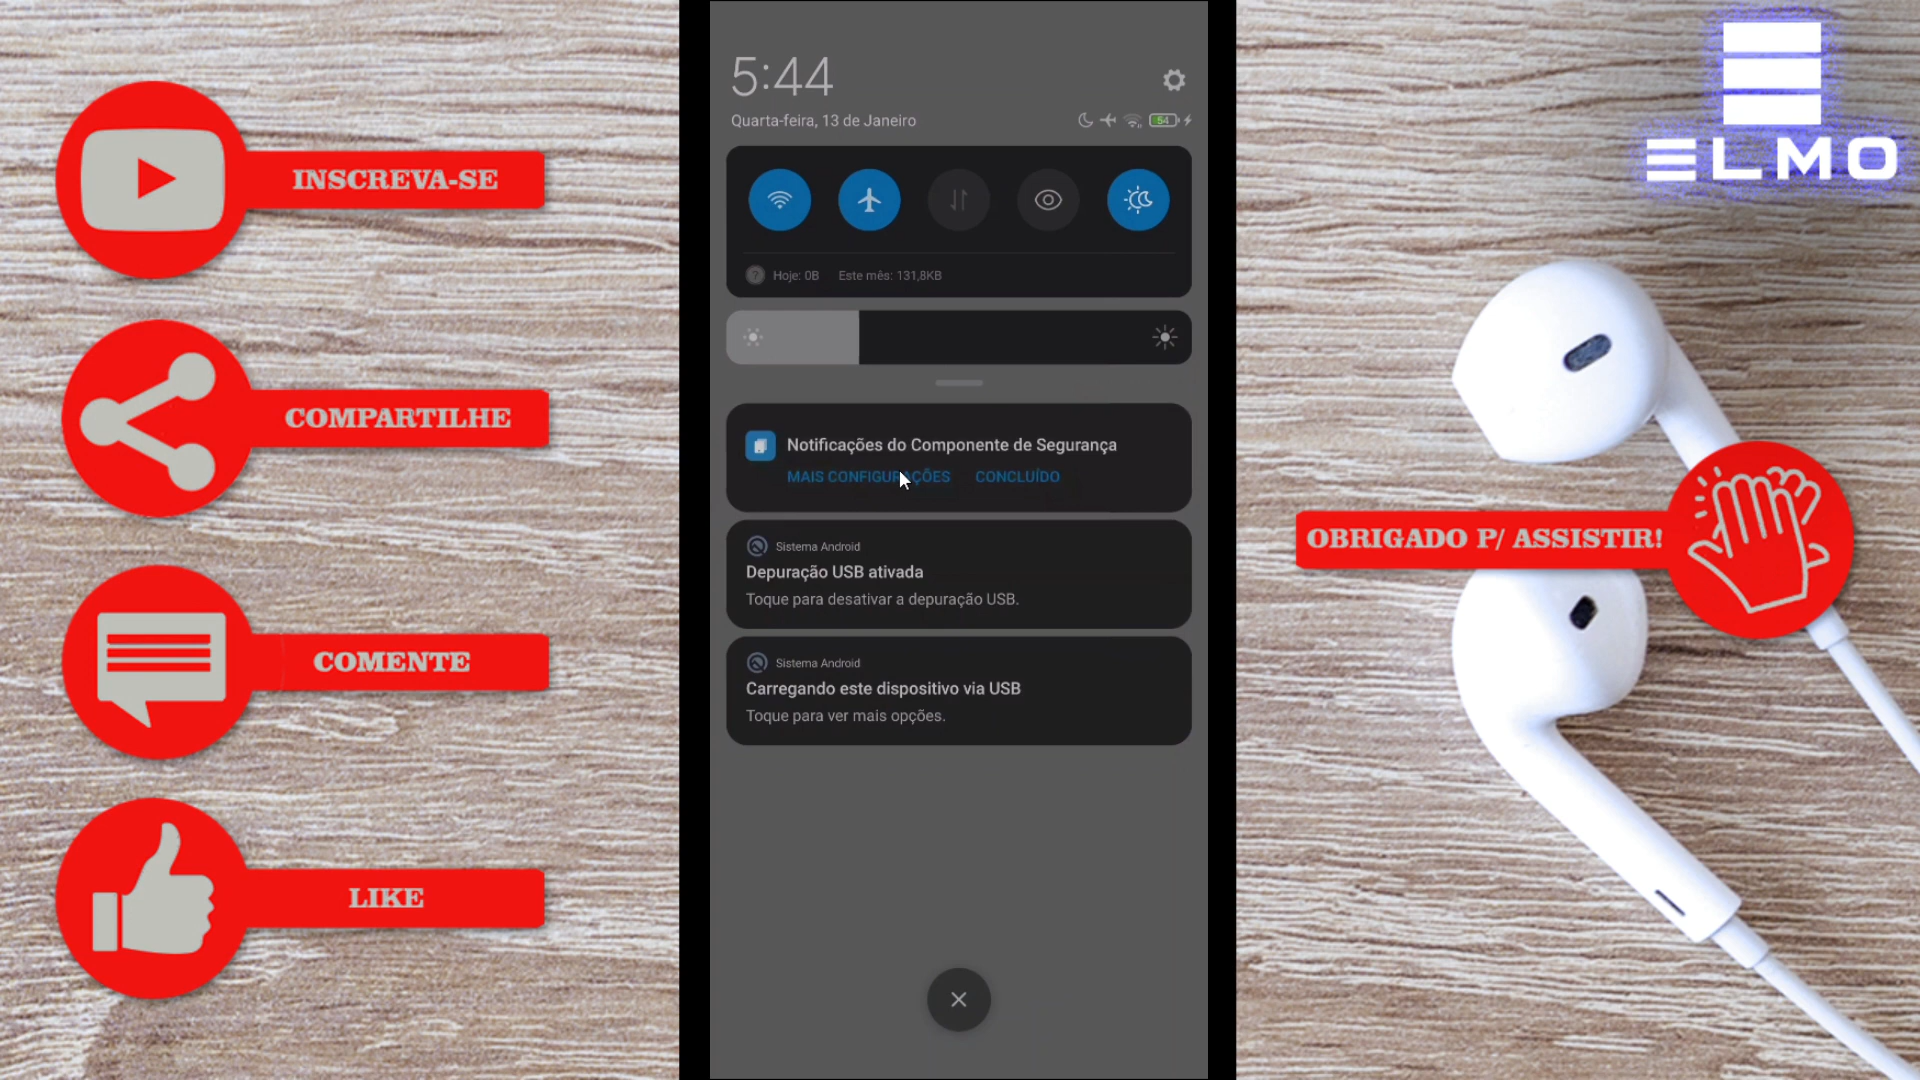 INSCREVA-SE
COMPARTILHE
COMENTE
LIKE
5:44
Quarta-feira, 13 de Janeiro
54
Hoje: 0B Este mês: 131,8KB
Notificações do Componente de Segurança
MAIS CONFIGURAÇÕES CONCLUÍDO
Sistema Android
Depuração USB ativada
Toque para desativar a depuração USB.
Sistema Android
Carregando este dispositivo via USB
Toque para ver mais opções.
ELMO
OBRIGADO P/ ASSISTIR!